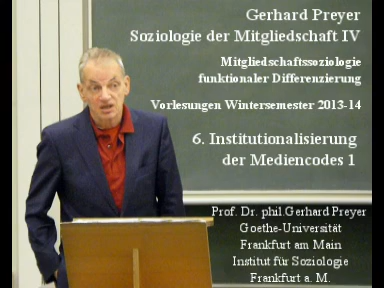 Gerhard Preyer
Soziologie der Mitgliedschaft IV
Mitgliedschaftssoziologie
funktionaler Differenzierung
Vorlesungen Wintersemester 2013-14
6. Institutionalisierung
der Mediencodes 1
Prof. Dr. phil.Gerhard Preyer
Goethe-Universität
Frankfurt am Main
Institut für Soziologie
Frankfurt a. M.